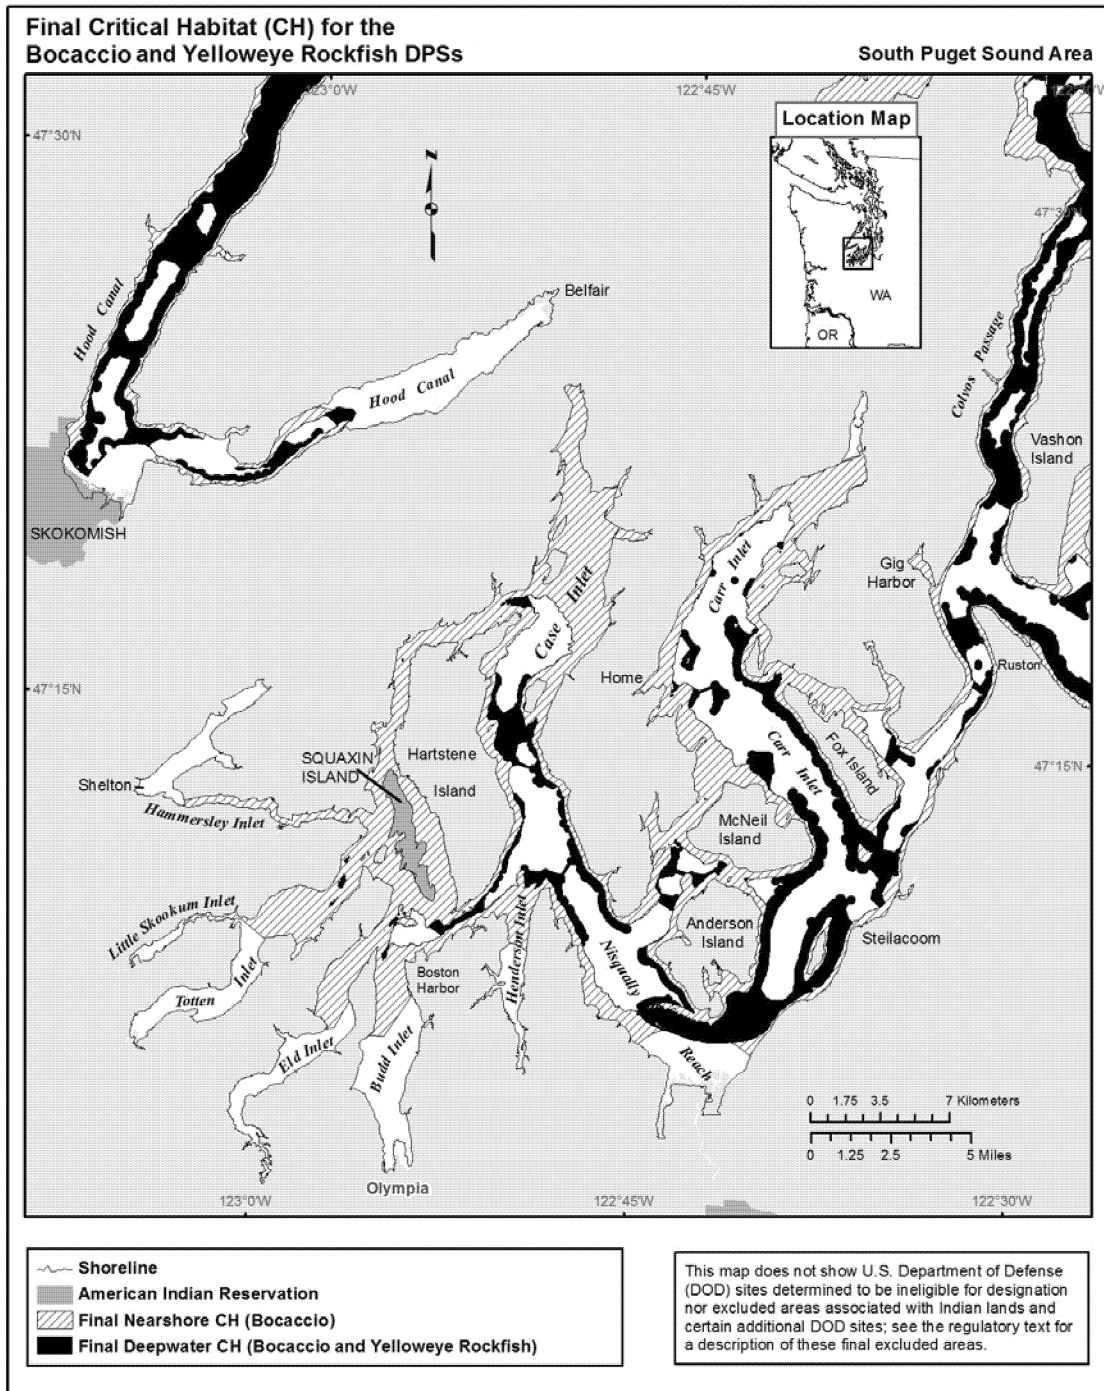 Final Critical Habitat (CH) for the
Bocaccio and Yelloweye Rockfish DPSs
South Puget Sound Area
123°0'W
122°45'W
47°30'N
Location Map
N
47°30'N
WA
OR
Hood Canal
Belfair
Hood Canal
Colvos Passage
Vashon
Island
SKOKOMISH
Gig
Harbor
Case Inlet
Carr Inlet
Home
Ruston
47°15'N
SQUAXIN
ISLAND
Hartstene
Island
Carr Inlet
Fox Island
47°15'N
Shelton
Hammersley Inlet
McNeil
Island
Little Skookum Inlet
Anderson
Island
Steilacoom
Totten Inlet
Boston
Harbor
Henderson Inlet
Nisqually
Reach
Eld Inlet
Budd Inlet
0 1.75 3.5 7 Kilometers
0 1.25 2.5 5 Miles
Olympia
123°0'W
122°45'W
122°30'W
Shoreline
American Indian Reservation
Final Nearshore CH (Bocaccio)
Final Deepwater CH (Bocaccio and Yelloweye Rockfish)
This map does not show U.S. Department of Defense
(DOD) sites determined to be ineligible for designation
nor excluded areas associated with Indian lands and
certain additional DOD sites; see the regulatory text for
a description of these final excluded areas.